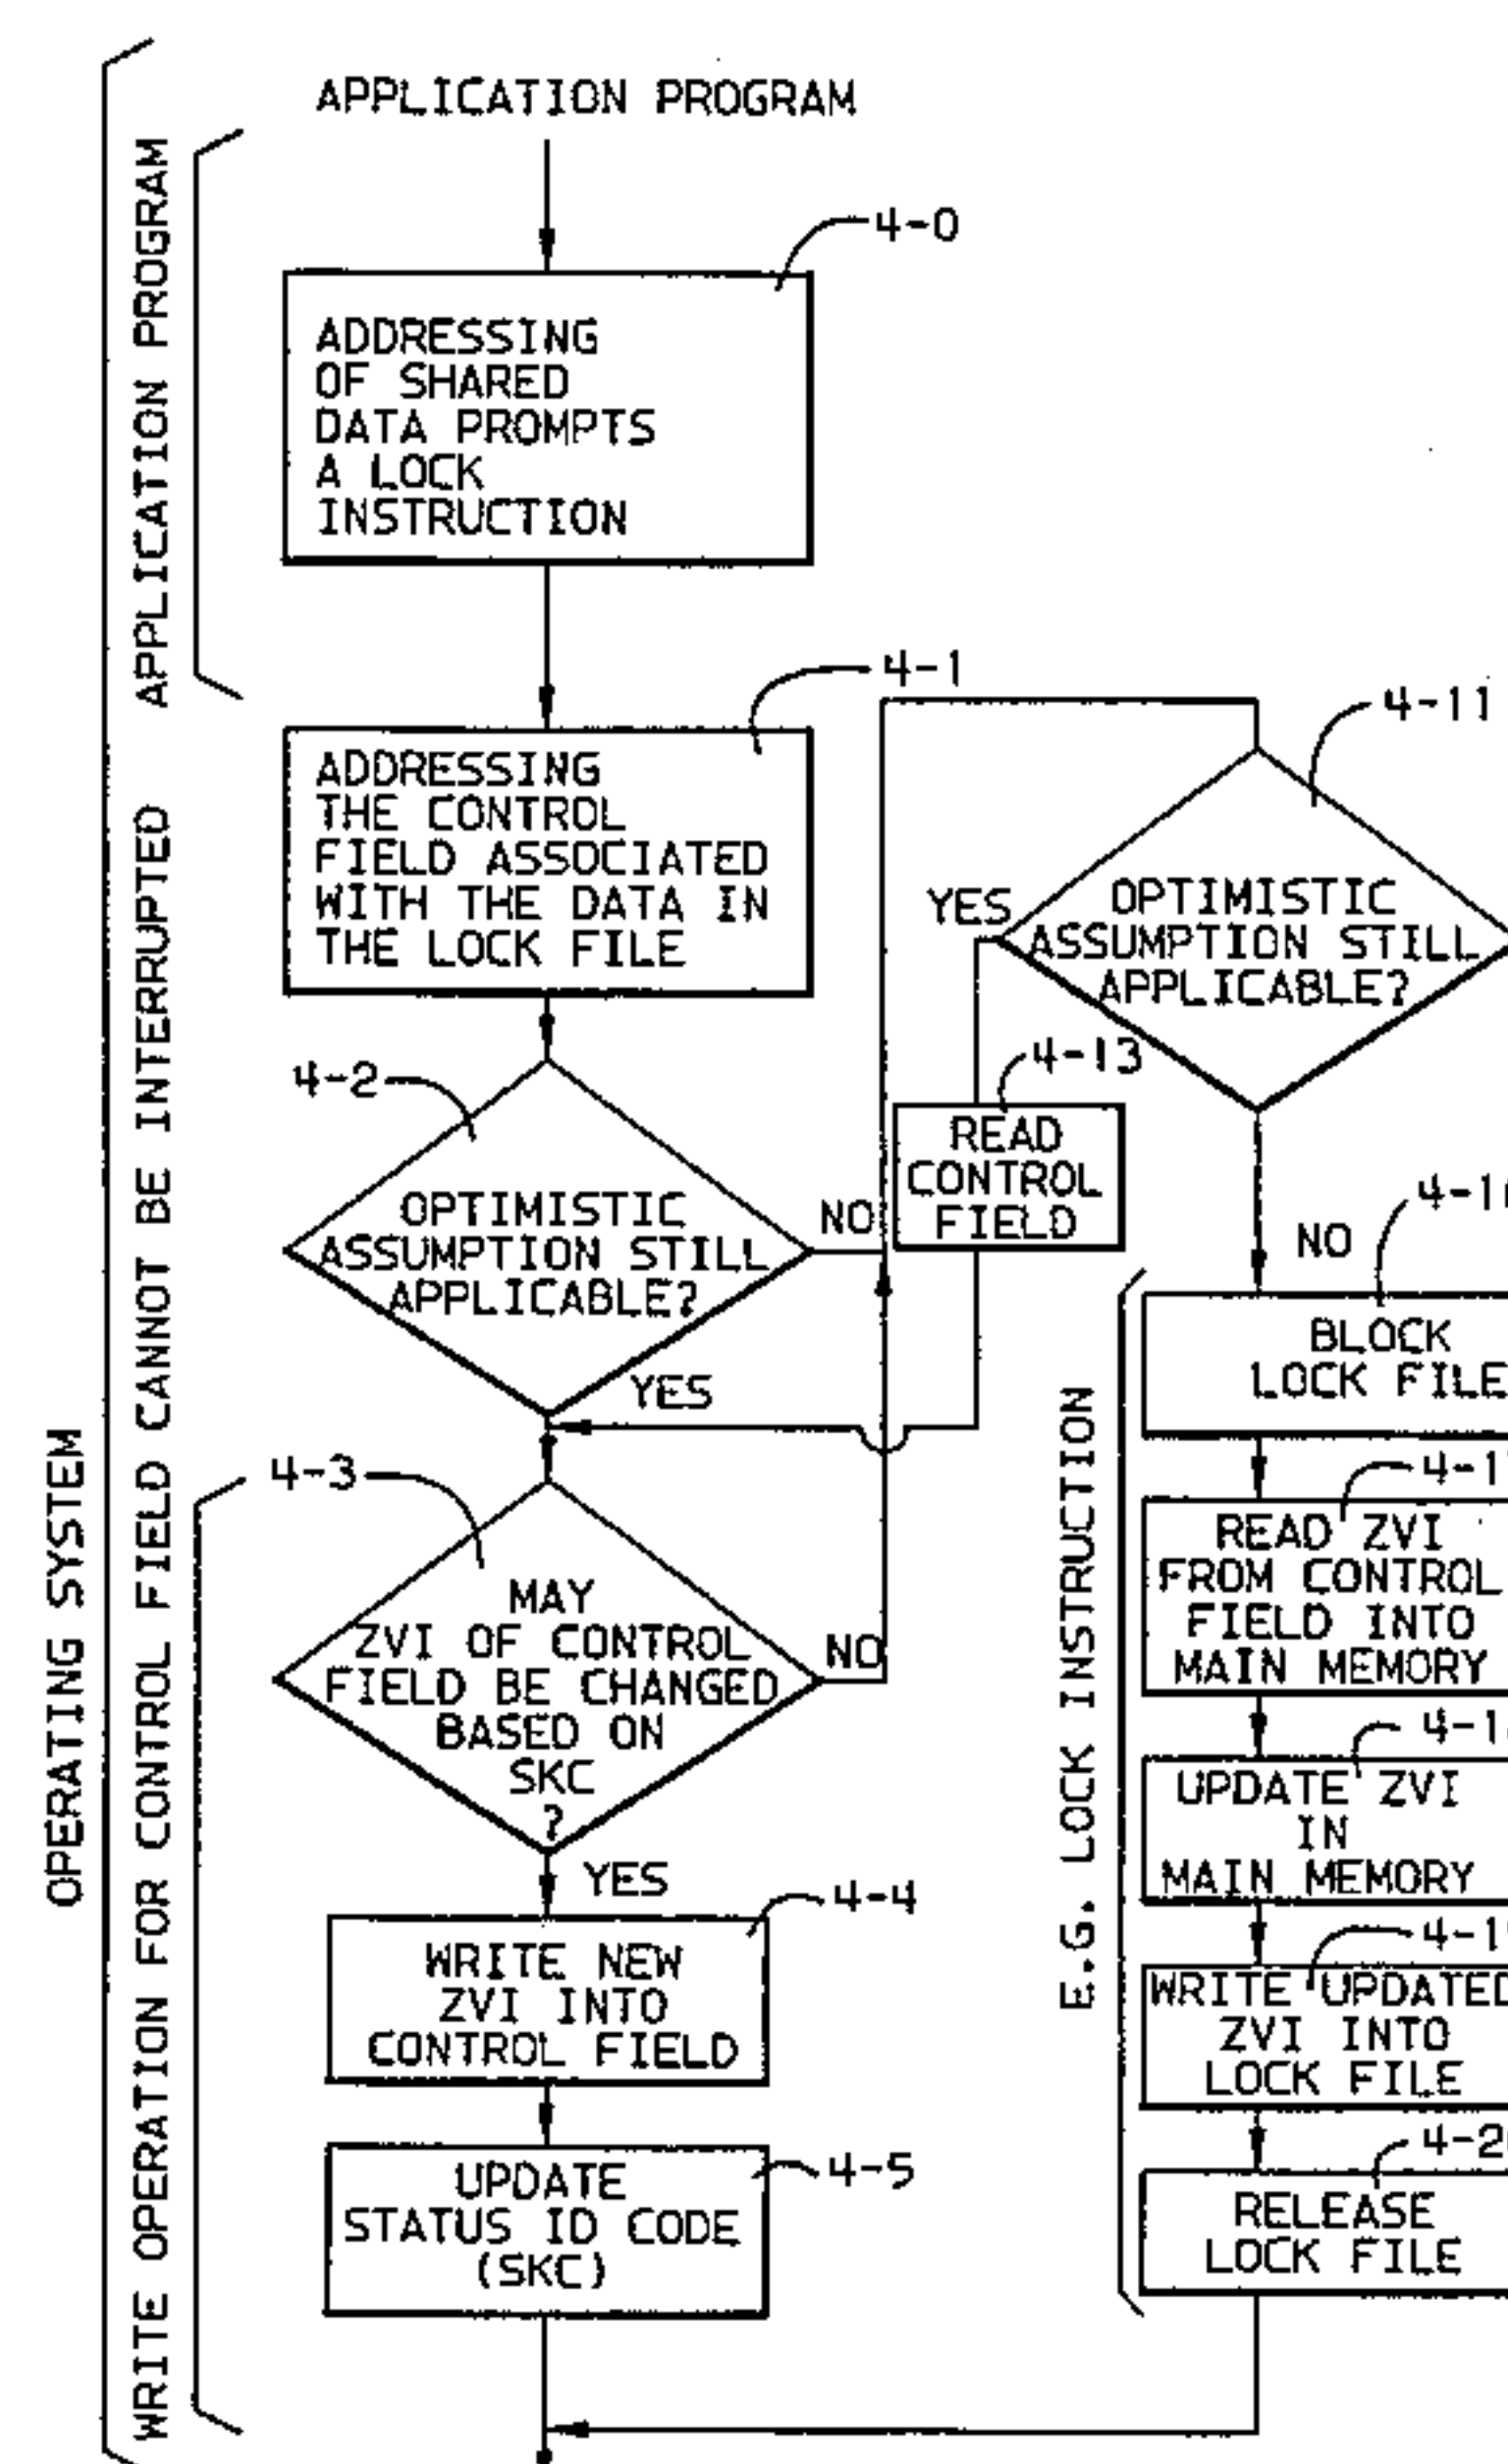 APPLICATION PROGRAM
4-0
ADDRESSING
OF SHARED
DATA PROMPTS
A LOCK
INSTRUCTION
APPLICATION PROGRAM
4-1
ADDRESSING
THE CONTROL
FIELD ASSOCIATED
WITH THE DATA IN
THE LOCK FILE
4-2
OPTIMISTIC
ASSUMPTION STILL
APPLICABLE?
NO
YES
4-3
MAY
ZVI OF CONTROL
FIELD BE CHANGED
BASED ON
SKC
?
NO
YES
4-4
WRITE NEW
ZVI INTO
CONTROL FIELD
4-5
UPDATE
STATUS ID CODE
(SKC)
OPERATING SYSTEM
WRITE OPERATION FOR CONTROL FIELD CANNOT BE INTERRUPTED
4-11
OPTIMISTIC
ASSUMPTION STILL
APPLICABLE?
YES
4-13
READ
CONTROL
FIELD
NO
BLOCK
LOCK FILE
READ ZVI
FROM CONTROL
FIELD INTO
MAIN MEMORY
UPDATE ZVI
IN
MAIN MEMORY
WRITE UPDATED
ZVI INTO
LOCK FILE
RELEASE
LOCK FILE
E.G. LOCK INSTRUCTION